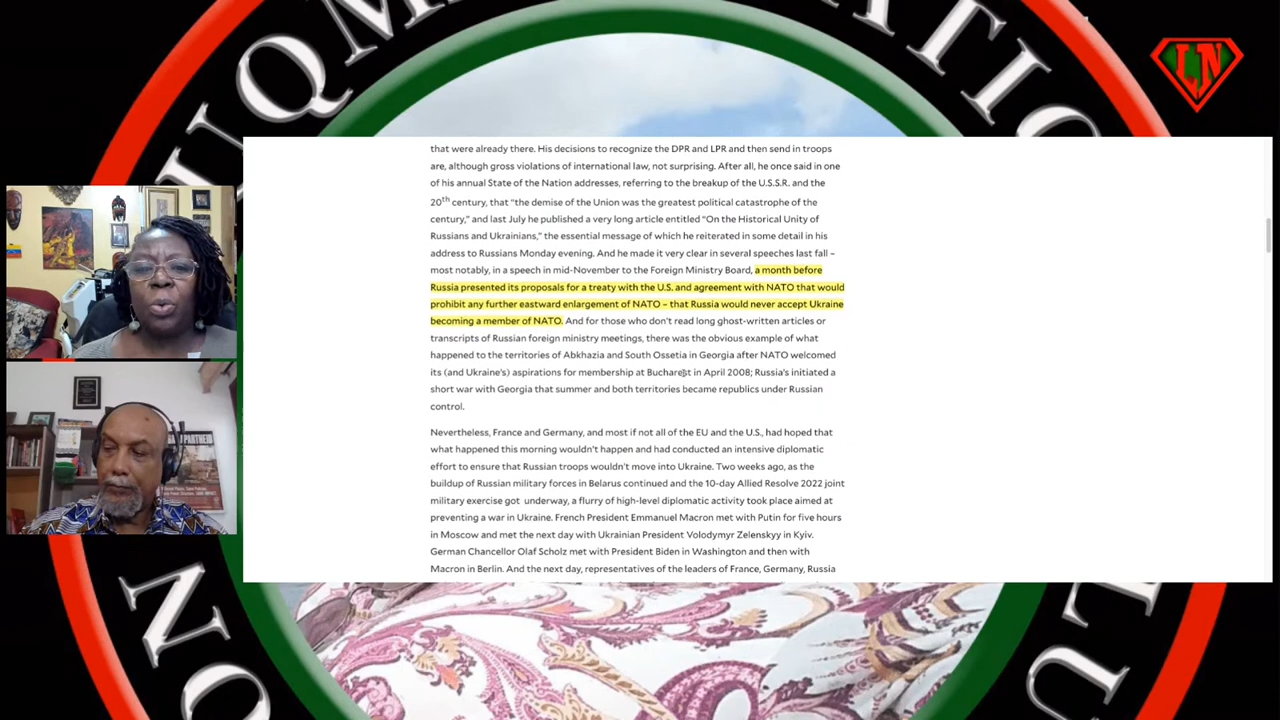 LN
that were already there. His decisions to recognize the DPR and LPR and then send in troops
are, although gross violations of international law, not surprising. After all, he once said in one
of his annual State of the Nation addresses, referring to the breakup of the U.S.S.R. and the
20th century, that “the demise of the Union was the greatest political catastrophe of the
century,” and last July he published a very long article entitled “On the Historical Unity of
Russians and Ukrainians,” the essential message of which he reiterated in some detail in his
address to Russians Monday evening. And he made it very clear in several speeches last fall –
most notably, in a speech in mid-November to the Foreign Ministry Board, a month before
Russia presented its proposals for a treaty with the U.S. and agreement with NATO that would
prohibit any further eastward enlargement of NATO – that Russia would never accept Ukraine
becoming a member of NATO. And for those who don’t read long ghost-written articles or
transcripts of Russian foreign ministry meetings, there was the obvious example of what
happened to the territories of Abkhazia and South Ossetia in Georgia after NATO welcomed
its (and Ukraine’s) aspirations for membership at Bucharest in April 2008; Russia’s initiated a
short war with Georgia that summer and both territories became republics under Russian
control.
Nevertheless, France and Germany, and most if not all of the EU and the U.S., had hoped that
what happened this morning wouldn’t happen and had conducted an intensive diplomatic
effort to ensure that Russian troops wouldn’t move into Ukraine. Two weeks ago, as the
buildup of Russian military forces in Belarus continued and the 10-day Allied Resolve 2022 joint
military exercise got underway, a flurry of high-level diplomatic activity took place aimed at
preventing a war in Ukraine. French President Emmanuel Macron met with Putin for five hours
in Moscow and met the next day with Ukrainian President Volodymyr Zelenskyy in Kyiv.
German Chancellor Olaf Scholz met with President Biden in Washington and then with
Macron in Berlin. And the next day, representatives of the leaders of France, Germany, Russia